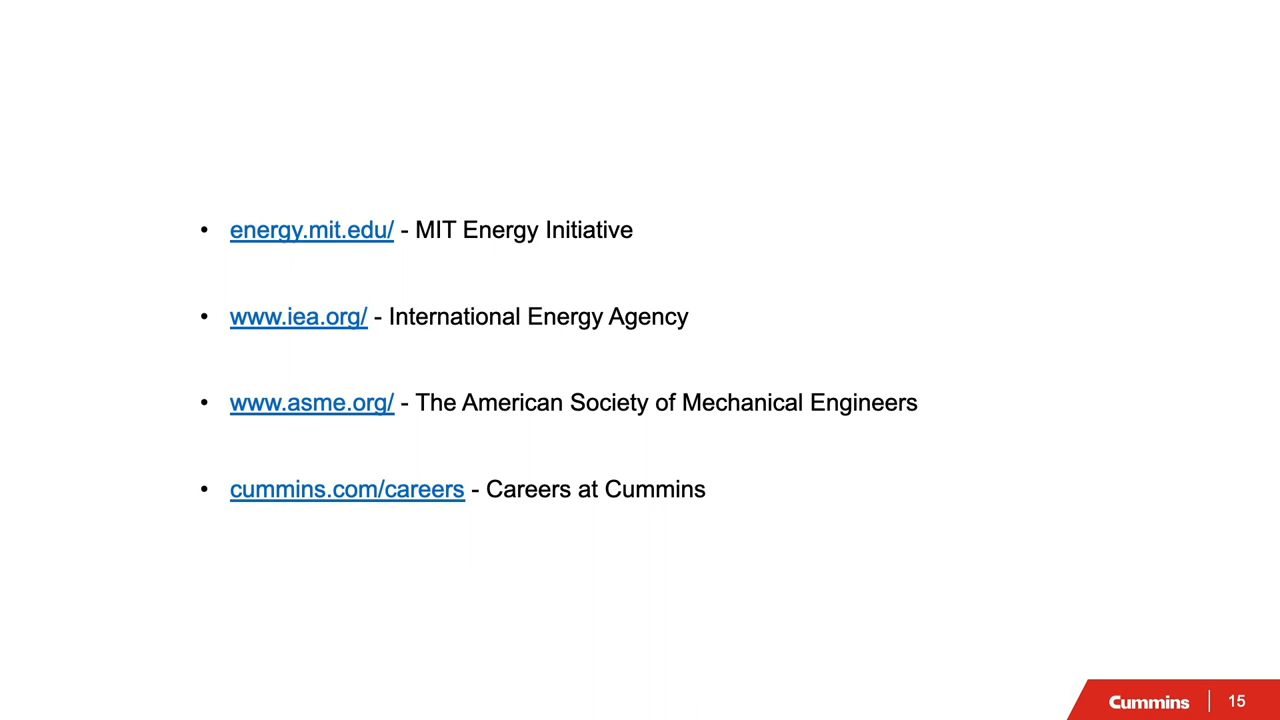 • energy.mit.edu/ - MIT Energy Initiative
• www.iea.org/ - International Energy Agency
• www.asme.org/ - The American Society of Mechanical Engineers
• cummins.com/careers - Careers at Cummins
Cummins | 15